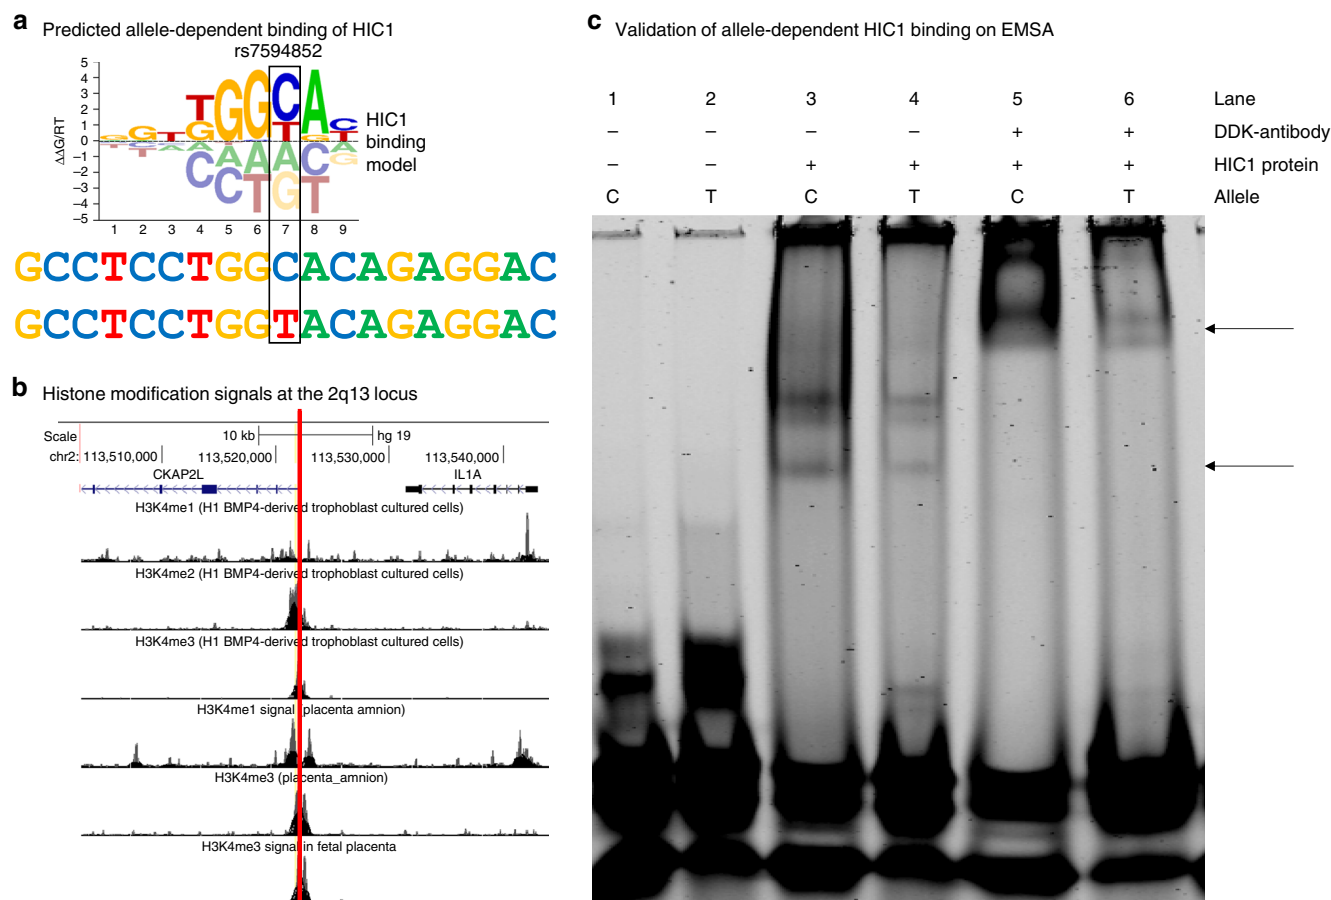 a Predicted allele-dependent binding of HIC1
rs7594852
5
4
3
2
1
0
−1
−2
−3
−4
−5
ΔΔG/RT
HIC1
binding
model
1 2 3 4 5 6 7 8 9
GCCTCCTGGCACAGAGGAC
GCCTCCTGGTACAGAGGAC
b Histone modification signals at the 2q13 locus
Scale 10 kb hg 19
chr2: 113,510,000 113,520,000 113,530,000 113,540,000
CKAP2L IL1A
H3K4me1 (H1 BMP4-derived trophoblast cultured cells)
H3K4me2 (H1 BMP4-derived trophoblast cultured cells)
H3K4me3 (H1 BMP4-derived trophoblast cultured cells)
H3K4me1 signal (placenta amnion)
H3K4me3 (placenta_amnion)
H3K4me3 signal in fetal placenta
c Validation of allele-dependent HIC1 binding on EMSA
1 2 3 4 5 6 Lane
− − − − + + DDK-antibody
− − + + + + HIC1 protein
C T C T C T Allele